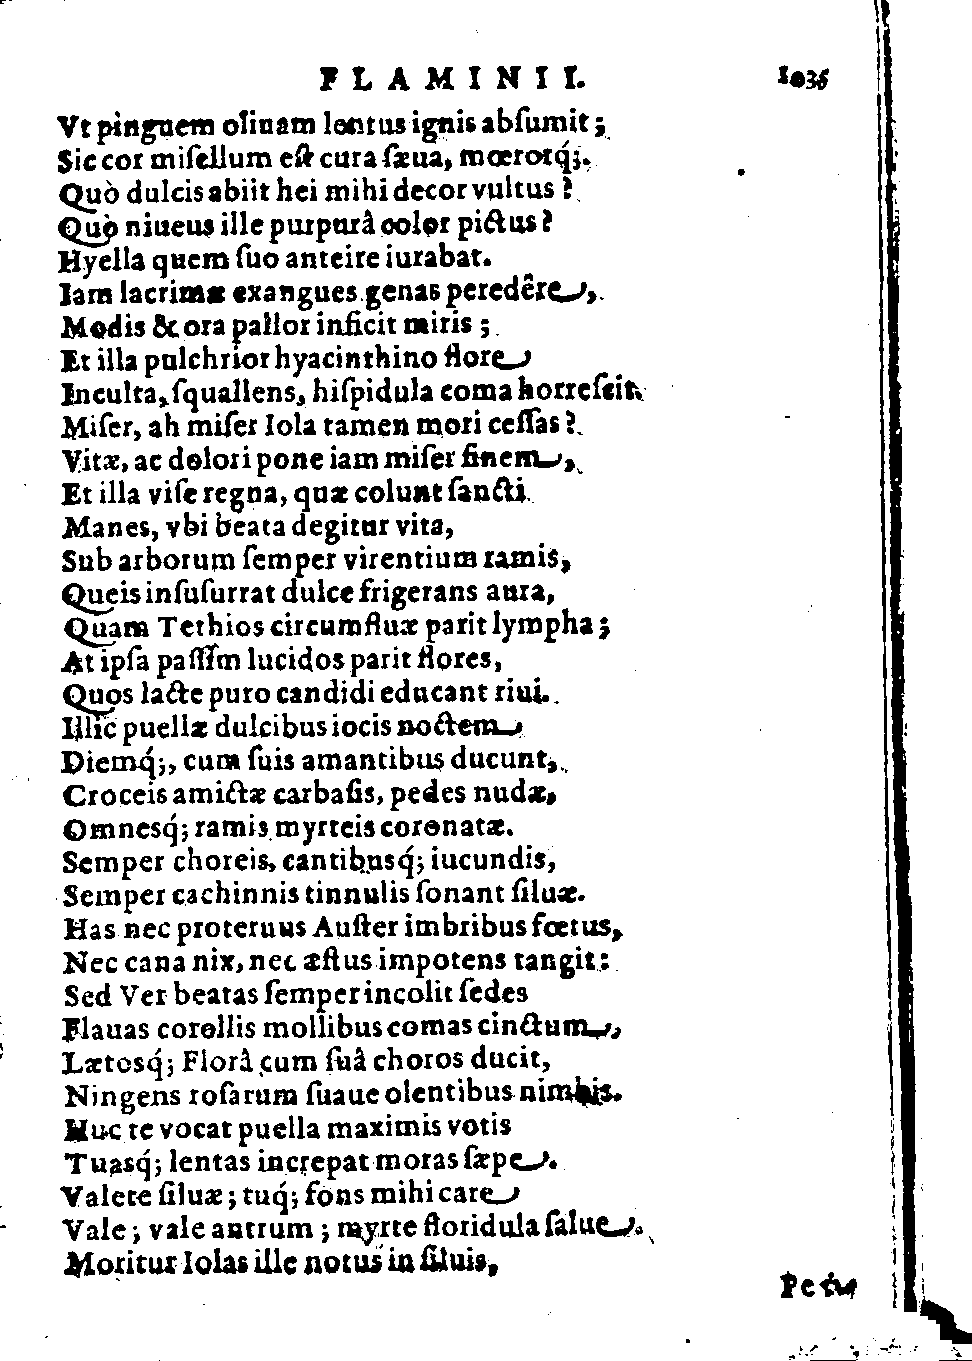 FLAMINII. 1036
Vt pinguem oliuam lentus ignis abſumit;
Sic cor miſellum eſt cura ſæua, mœrorq́;.
Quò dulcis abiit hei mihi decor vultus?
Quò niueus ille purpurâ color pictus?
Hyella quem ſuo anteire iurabat.
Iam lacrimæ exangues genas peredêre,
Modis & ora pallor inficit miris;
Et illa pulchrior hyacinthino flore
Inculta, ſquallens, hiſpidula coma horreſcit.
Miſer, ah miſer Iola tamen mori ceſſas?
Vitæ, ac dolori pone iam miſer finem,
Et illa viſe regna, quæ colunt ſancti
Manes, vbi beata degitur vita,
Sub arborum ſemper virentium ramis,
Queis inſuſurrat dulce frigerans aura,
Quam Tethios circumfluæ parit lympha;
At ipſa paſſim lucidos parit flores,
Quos lacte puro candidi educant riui.
Illic puellæ dulcibus iocis noctem
Diemq́;, cum ſuis amantibus ducunt,
Croceis amictæ carbaſis, pedes nudæ,
Omnesq́; ramis myrteis coronatæ.
Semper choreis, cantibusq́; iucundis,
Semper cachinnis tinnulis ſonant ſiluæ.
Has nec proteruus Auſter imbribus fœtus,
Nec cana nix, nec æſtus impotens tangit:
Sed Ver beatas ſemper incolit ſedes
Flauas corollis mollibus comas cinctum,
Lætosq́; Florâ cum ſuâ choros ducit,
Ningens roſarum ſuaue olentibus nimbis.
Huc te vocat puella maximis votis
Tuasq́; lentas increpat moras ſæpe.
Valete ſiluæ; tuq́; fons mihi care
Vale; vale antrum; myrte floridula ſalue.
Moritur Iolas ille notus in ſiluis,